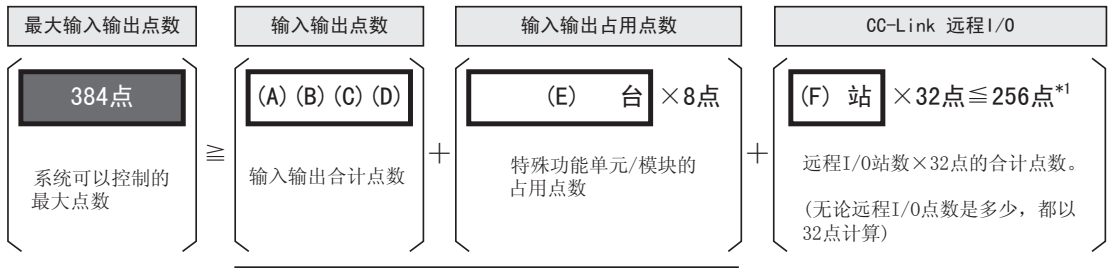 最大输入输出点数
输入输出点数
输入输出占用点数
CC-Link 远程I/O
384点
≧
(A)(B)(C)(D)
+
(E) 台 ×8点
+
(F) 站 ×32点≦256点*1
系统可以控制的
最大点数
输入输出合计点数
特殊功能单元/模块的
占用点数
远程I/O站数×32点的合计点数。
(无论远程I/O点数是多少，都以
32点计算)